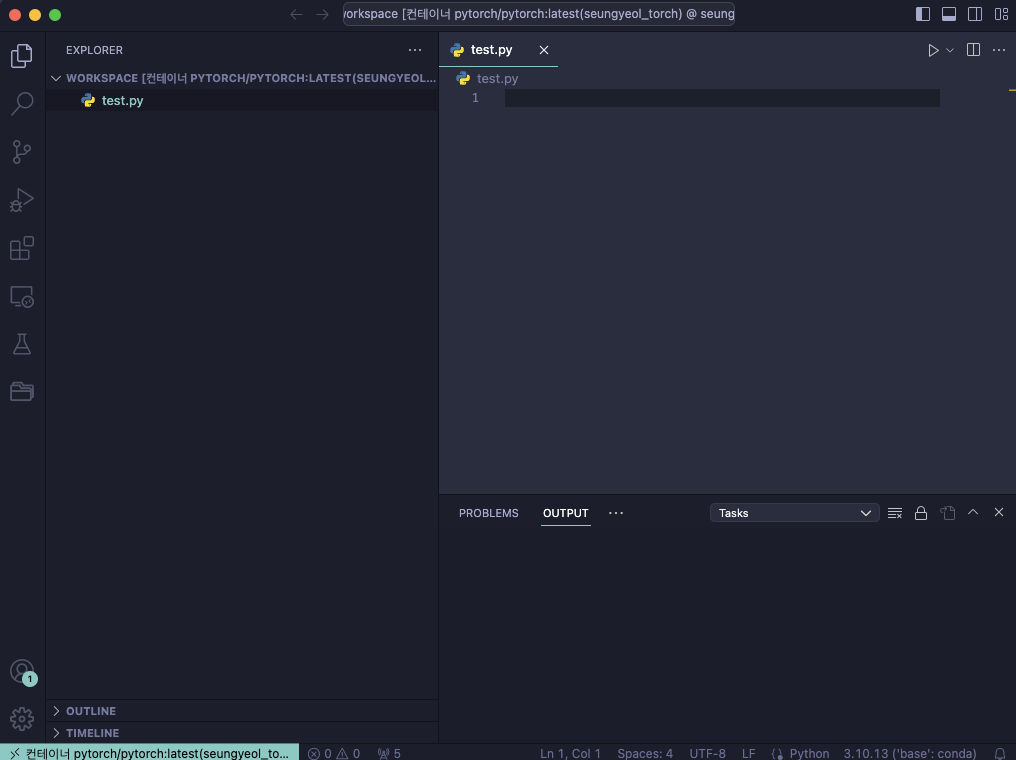 workspace [컨테이너 pytorch/pytorch:latest(seungyeol_torch) @ seung
EXPLORER
WORKSPACE [컨테이너 PYTORCH/PYTORCH:LATEST(SEUNGYEOL...
test.py
test.py
test.py
1
PROBLEMS OUTPUT ... Tasks
1
OUTLINE
TIMELINE
컨테이너 pytorch/pytorch:latest(seungyeol_to... 0 0 5 Ln 1, Col 1 Spaces: 4 UTF-8 LF Python 3.10.13 ('base': conda)